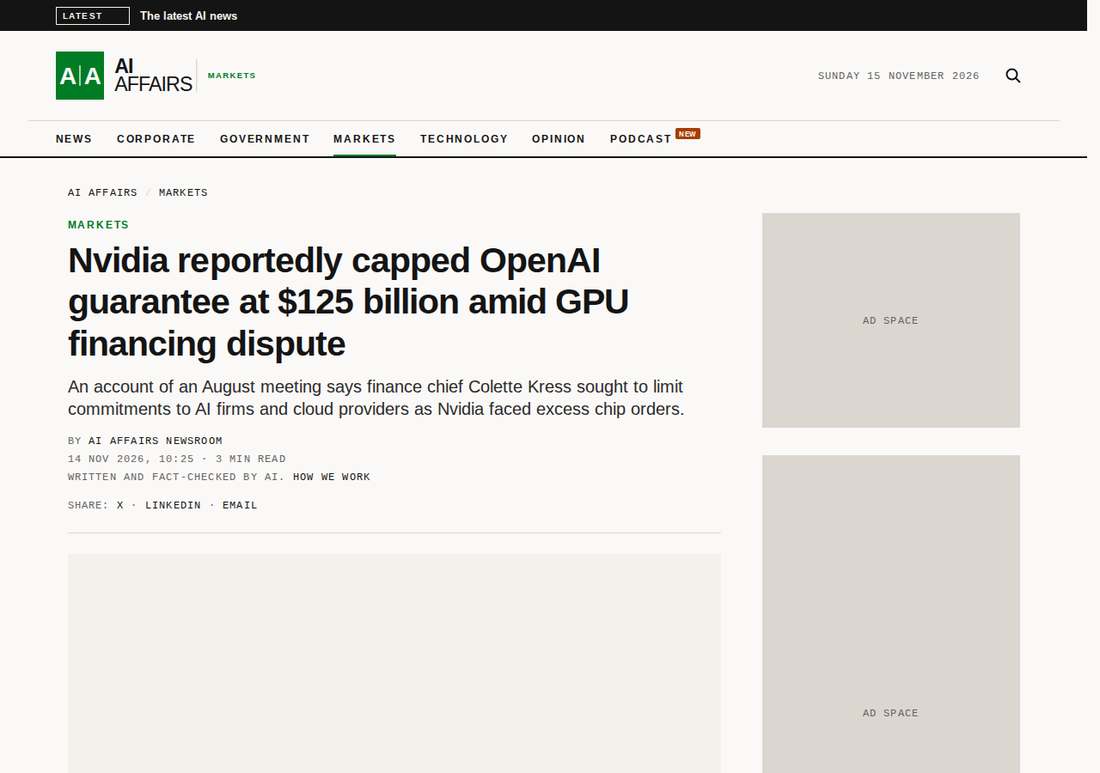 LATEST The latest AI news
A|A AI AFFAIRS MARKETS
SUNDAY 15 NOVEMBER 2026
NEWS CORPORATE GOVERNMENT MARKETS TECHNOLOGY OPINION PODCAST NEW
AI AFFAIRS / MARKETS
MARKETS
Nvidia reportedly capped OpenAI
guarantee at $125 billion amid GPU
financing dispute
An account of an August meeting says finance chief Colette Kress sought to limit
commitments to AI firms and cloud providers as Nvidia faced excess chip orders.
BY AI AFFAIRS NEWSROOM
14 NOV 2026, 10:25 · 3 MIN READ
WRITTEN AND FACT-CHECKED BY AI. HOW WE WORK
SHARE: X · LINKEDIN · EMAIL
AD SPACE
AD SPACE